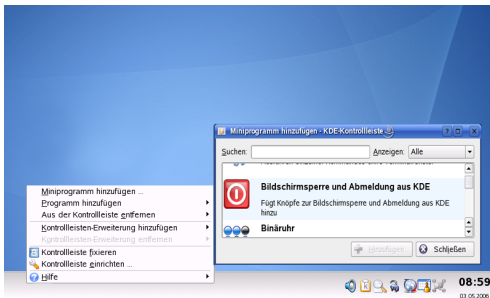 Miniprogramm hinzufügen - KDE-Kontrollleiste
Suchen:
Anzeigen: Alle
Bildschirmsperre und Abmeldung aus KDE
Fügt Knöpfe zur Bildschirmsperre und Abmeldung aus KDE
hinzu
Binäruhr
Hinzufügen
Schließen
Miniprogramm hinzufügen ...
Programm hinzufügen
Aus der Kontrollleiste entfernen
Kontrollleisten-Erweiterung hinzufügen
Kontrollleisten-Erweiterung entfernen
Kontrollleiste fixieren
Kontrollleiste einrichten ...
Hilfe
08:59
03.05.2006